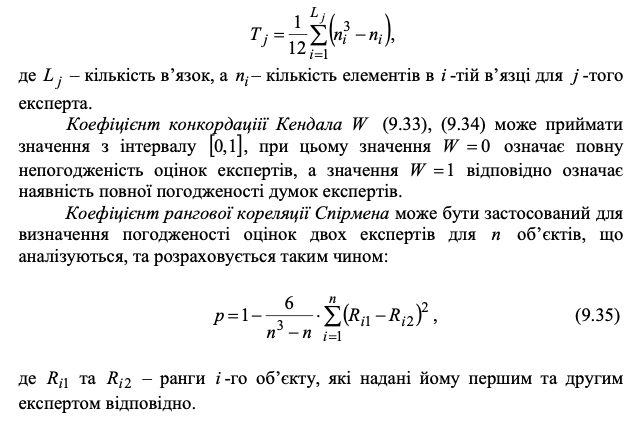 T_j = \frac{1}{12} \sum_{i=1}^{L_j} (n_i^3 − n_i),
де L_j – кількість в’язок, а n_i – кількість елементів в i -тій в’язці для j -того
експерта.
Коефіцієнт конкордаціїї Кендала W (9.33), (9.34) може приймати
значення з інтервалу [0,1], при цьому значення W = 0 означає повну
непогодженість оцінок експертів, а значення W = 1 відповідно означає
наявність повної погодженості думок експертів.
Коефіцієнт рангової кореляції Спірмена може бути застосований для
визначення погодженості оцінок двох експертів для n об’єктів, що
аналізуються, та розраховується таким чином:
p = 1 − \frac{6}{n^3 − n} · \sum_{i=1}^{n} (R_{i1} − R_{i2})^2 , (9.35)
де R_{i1} та R_{i2} – ранги i -го об’єкту, які надані йому першим та другим
експертом відповідно.